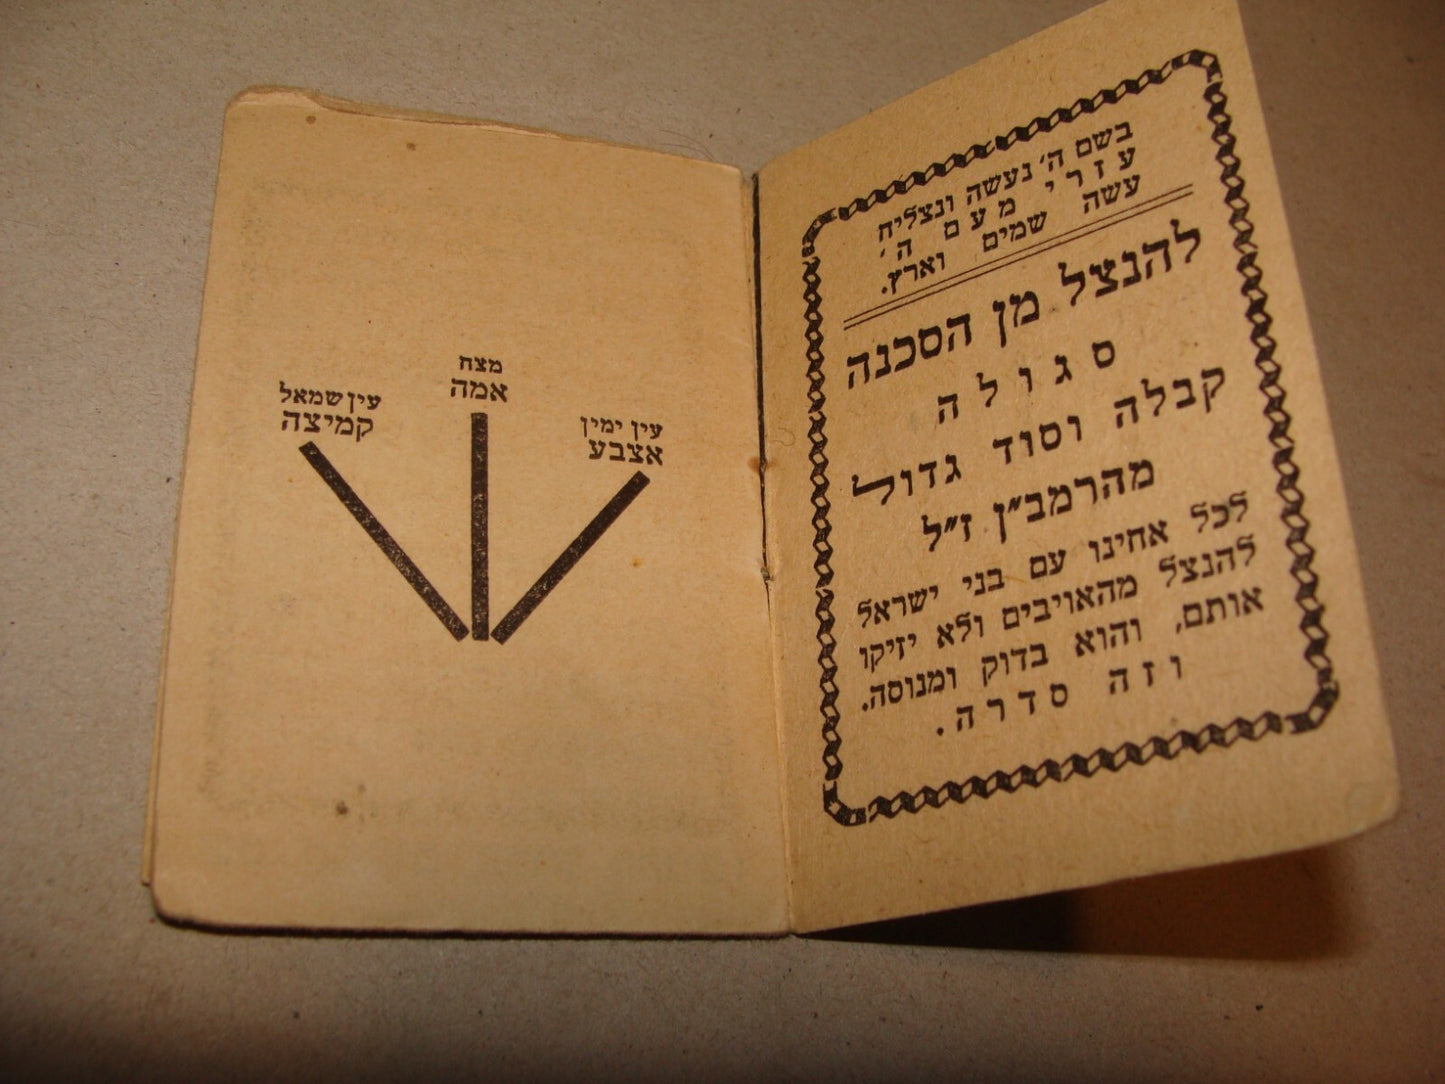 בשם ה׳ נעשה ונצליח
עזרי מעם ה׳
עשה שמים וארץ.
להנצל מן הסכנה
סגולה
קבלה וסוד גדול
מהרמב״ן ז״ל
לכל אחינו עם בני ישראל
להנצל מהאויבים ולא יזיקו
אותם, והוא בדוק ומנוסה.
וזה סדרה.
מצח
אמה
עין ימין
אצבע
עין שמאל
קמיצה